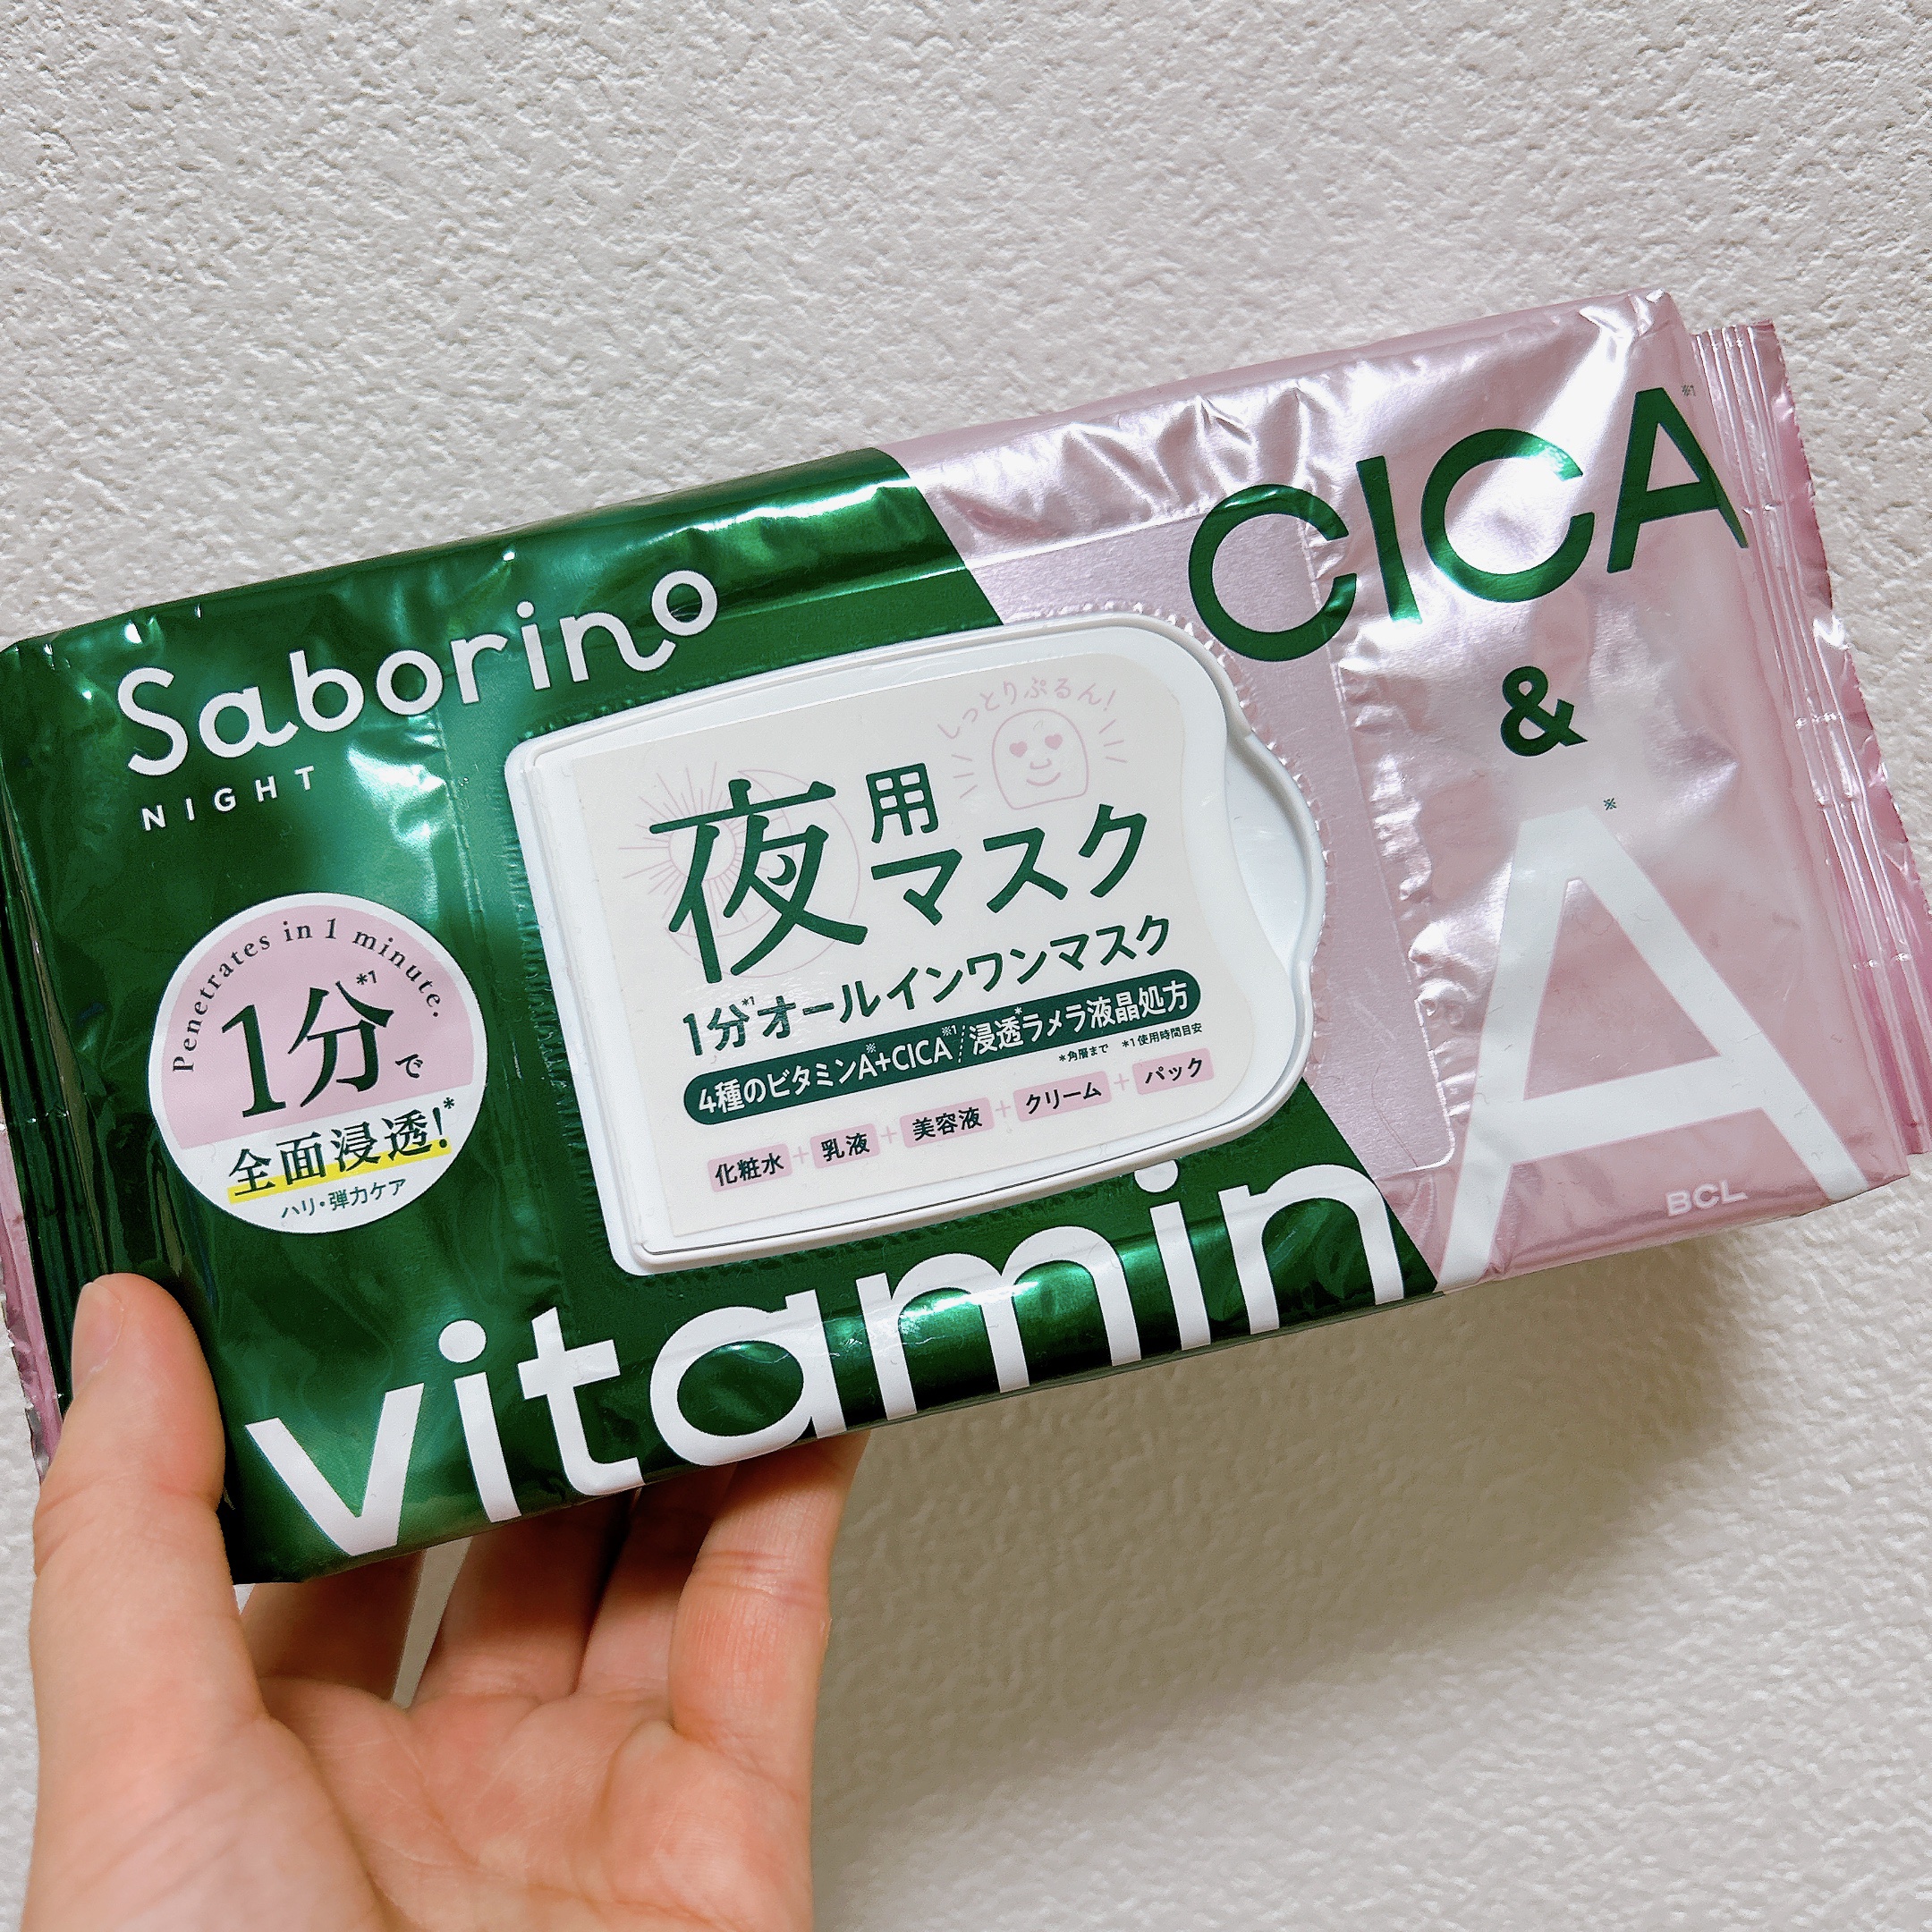 Saborino
NIGHT
CICA※1
&
※
A
しっとりぷるん!
夜用
マスク
1分*1オールインワンマスク
4種のビタミンA※+CICA※1 浸透*ラメラ液晶処方
*角層まで *1使用時間目安
化粧水+乳液+美容液+クリーム+パック
Penetrates in 1 minute.
1分*1で
全面浸透!*
ハリ・弾力ケア
vitamin
BCL